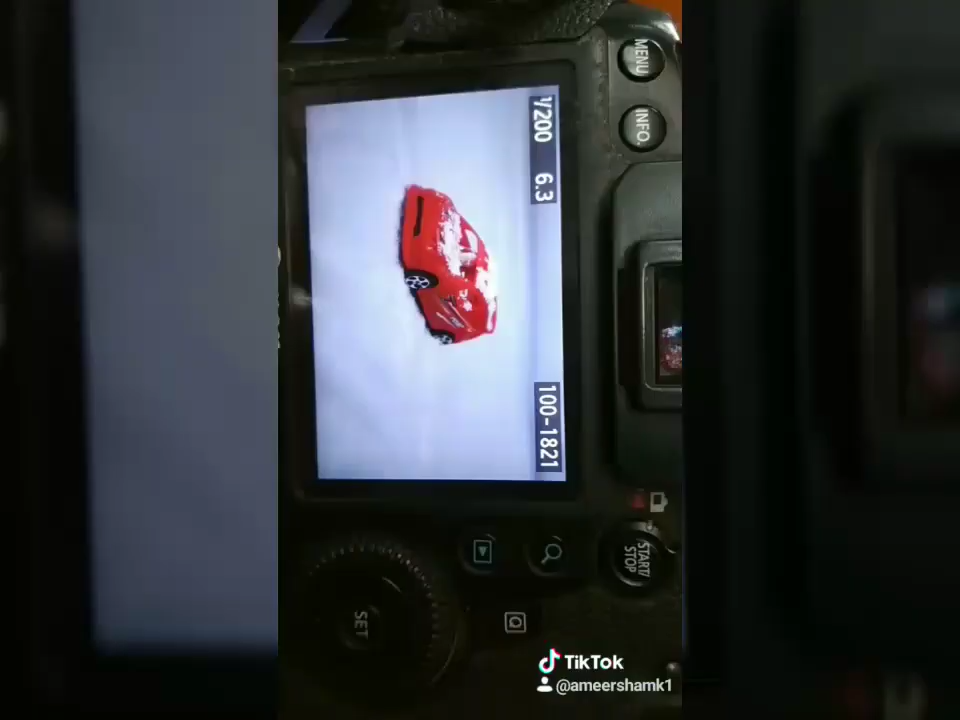 MENU
INFO.
1/200 6.3
100-1821
START/
STOP
Q
SET
TikTok
@ameershamk1